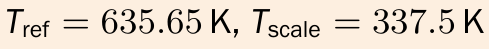 T_ref = 635.65 K, T_scale = 337.5 K